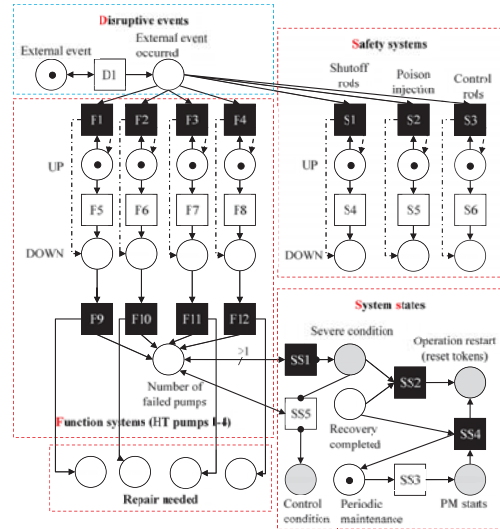 Disruptive events
External event
External event
occurred
D1
Safety systems
Shutoff
rods
Poison
injection
Control
rods
F1
F2
F3
F4
S1
S2
S3
UP
UP
F5
F6
F7
F8
S4
S5
S6
DOWN
DOWN
F9
F10
F11
F12
Number of
failed pumps
Function systems (HT pumps 1-4)
Repair needed
System states
Severe condition
Operation restart
(reset tokens)
>1
SS1
SS2
SS5
Recovery
completed
SS4
SS3
Control
condition
Periodic
maintenance
PM starts